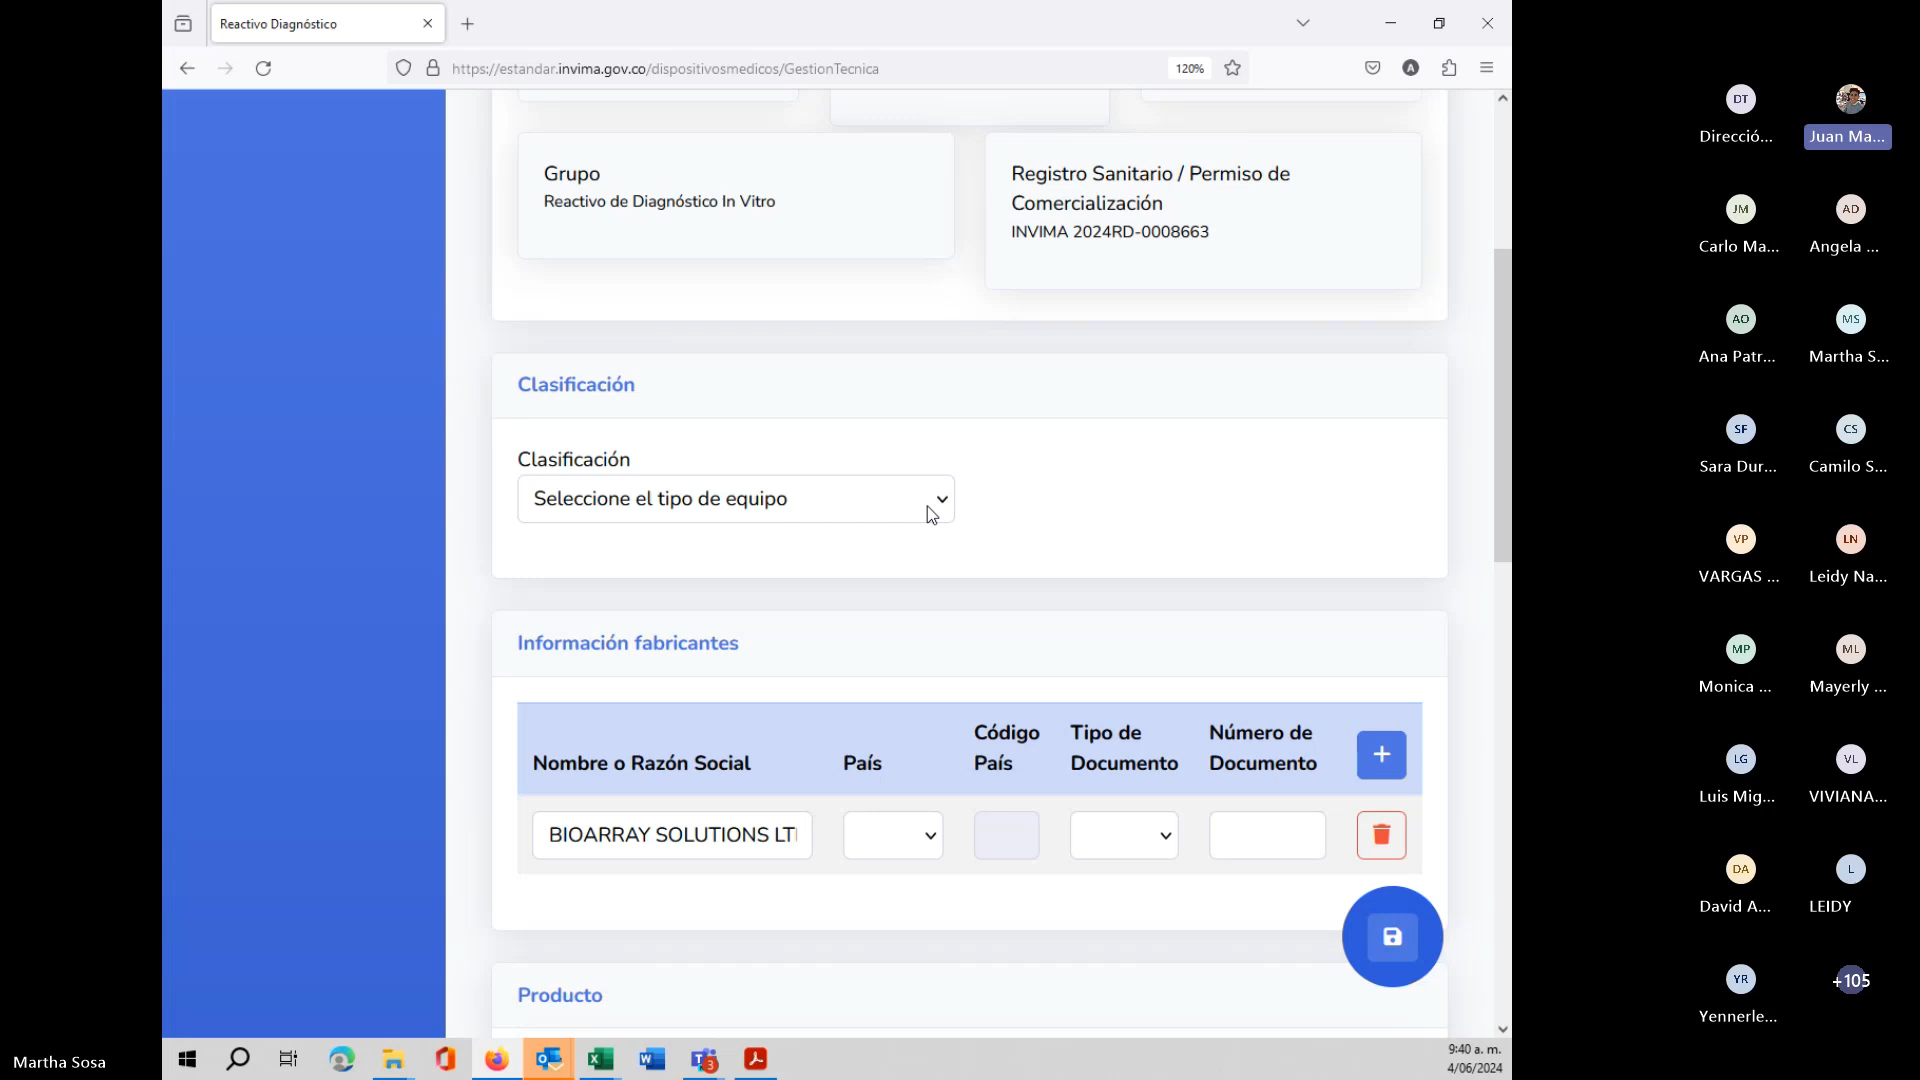 Reactivo Diagnóstico
https://estandar.invima.gov.co/dispositivosmedicos/GestionTecnica
120%
A
Grupo
Reactivo de Diagnóstico In Vitro
Registro Sanitario / Permiso de
Comercialización
INVIMA 2024RD-0008663
Clasificación
Clasificación
Seleccione el tipo de equipo
Información fabricantes
Nombre o Razón Social
País
Código
País
Tipo de
Documento
Número de
Documento
+
BIOARRAY SOLUTIONS LT
Producto
3
9:40 a. m.
4/06/2024
Martha Sosa
DT
Direcció...
Juan Ma...
JM
Carlo Ma...
AD
Angela ...
AO
Ana Patr...
MS
Martha S...
SF
Sara Dur...
CS
Camilo S...
VP
VARGAS ...
LN
Leidy Na...
MP
Monica ...
ML
Mayerly ...
LG
Luis Mig...
VL
VIVIANA...
DA
David A...
L
LEIDY
YR
Yennerle...
+105